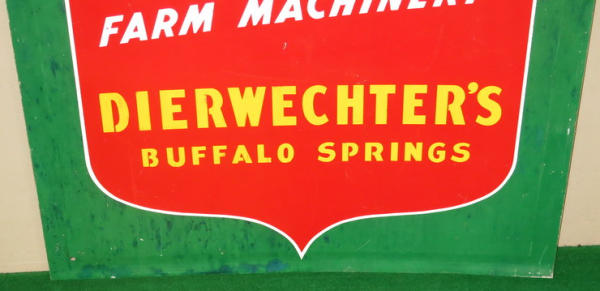 FARM MACHINERY
DIERWECHTER'S
BUFFALO SPRINGS